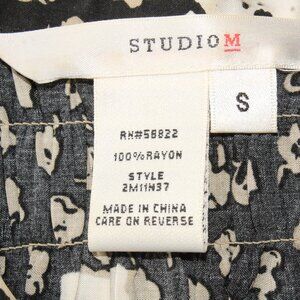 STUDIO M
S
RN#58822
100%RAYON
STYLE
2M11H37
MADE IN CHINA
CARE ON REVERSE